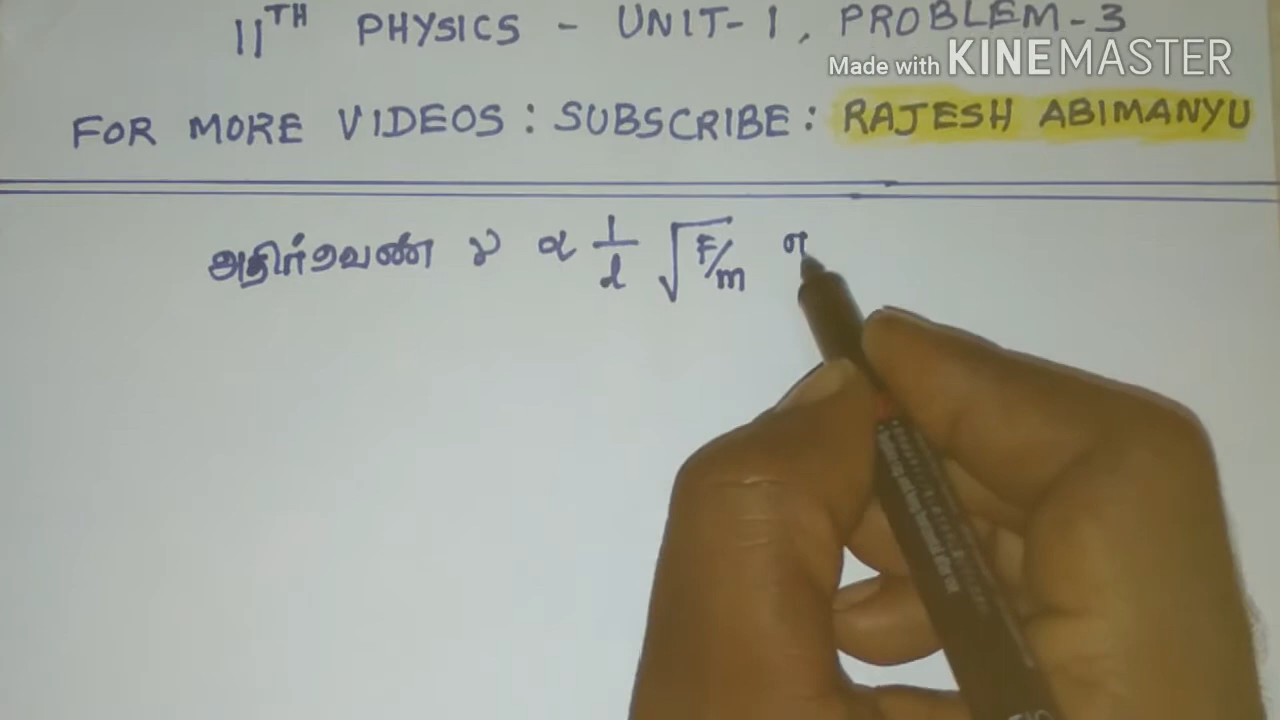 11TH PHYSICS - UNIT-1, PROBLEM-3
Made with KINEMASTER
FOR MORE VIDEOS : SUBSCRIBE : RAJESH ABIMANYU
அதிர்வெண் ν ∝ 1/l √F/m எ